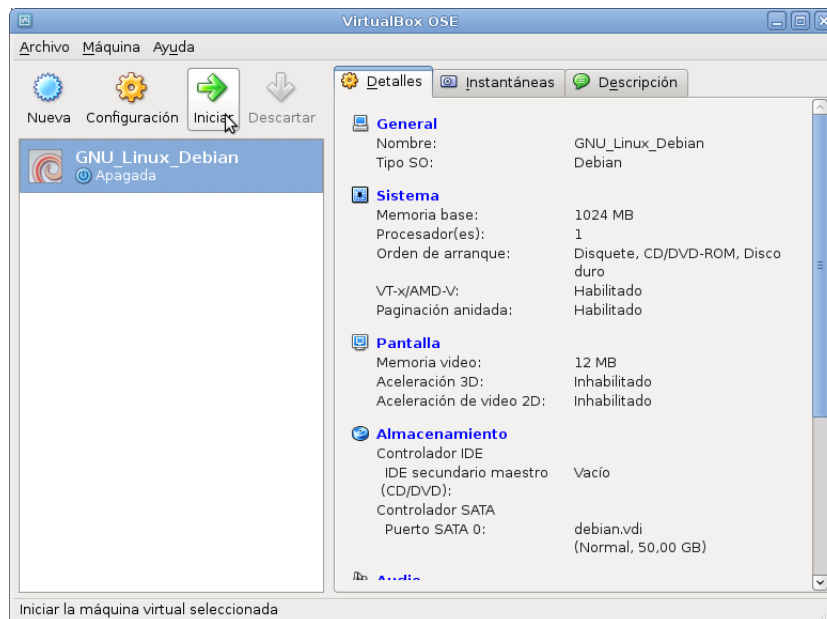 VirtualBox OSE
Archivo Máquina Ayuda
Nueva Configuración Iniciar Descartar
GNU_Linux_Debian
Apagada
Detalles Instantáneas Descripción
General
Nombre: GNU_Linux_Debian
Tipo SO: Debian
Sistema
Memoria base: 1024 MB
Procesador(es): 1
Orden de arranque: Disquete, CD/DVD-ROM, Disco
duro
VT-x/AMD-V: Habilitado
Paginación anidada: Habilitado
Pantalla
Memoria video: 12 MB
Aceleración 3D: Inhabilitado
Aceleración de video 2D: Inhabilitado
Almacenamiento
Controlador IDE
IDE secundario maestro Vacío
(CD/DVD):
Controlador SATA
Puerto SATA 0: debian.vdi
(Normal, 50,00 GB)
Audio
Iniciar la máquina virtual seleccionada